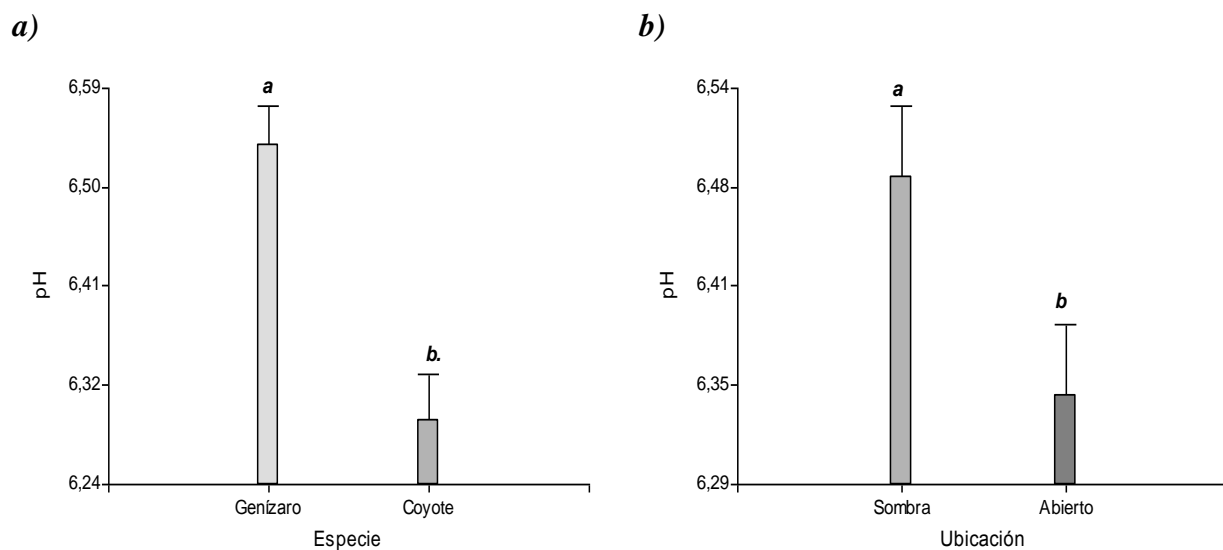 a)
6,59
6,50
6,41
6,32
6,24
pH
a
b.
Genízaro
Coyote
Especie
b)
6,54
6,48
6,41
6,35
6,29
pH
a
b
Sombra
Abierto
Ubicación